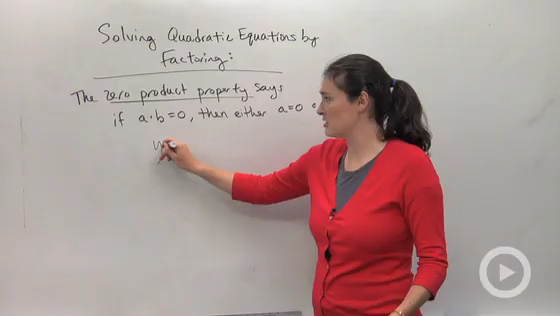 Solving Quadratic Equations by
Factoring:
The zero product property says
if a·b=0, then either a=0